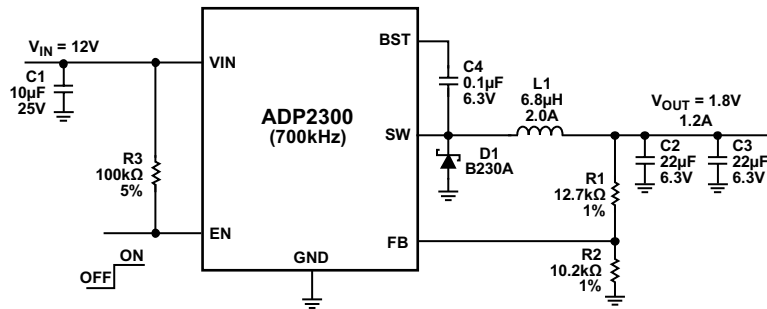 V_IN = 12V
C1
10µF
25V
VIN
R3
100kΩ
5%
EN
ON
OFF
ADP2300
(700kHz)
GND
BST
SW
FB
C4
0.1µF
6.3V
L1
6.8µH
2.0A
D1
B230A
V_OUT = 1.8V
1.2A
C2
22µF
6.3V
C3
22µF
6.3V
R1
12.7kΩ
1%
R2
10.2kΩ
1%